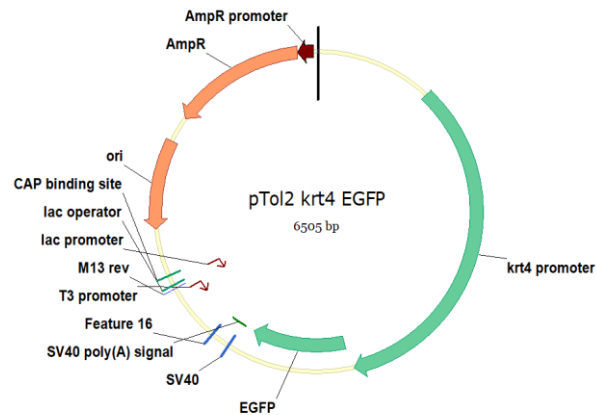 AmpR promoter
AmpR
ori
CAP binding site
lac operator
lac promoter
M13 rev
T3 promoter
Feature 16
SV40 poly(A) signal
SV40
EGFP
krt4 promoter
pTol2 krt4 EGFP
6505 bp